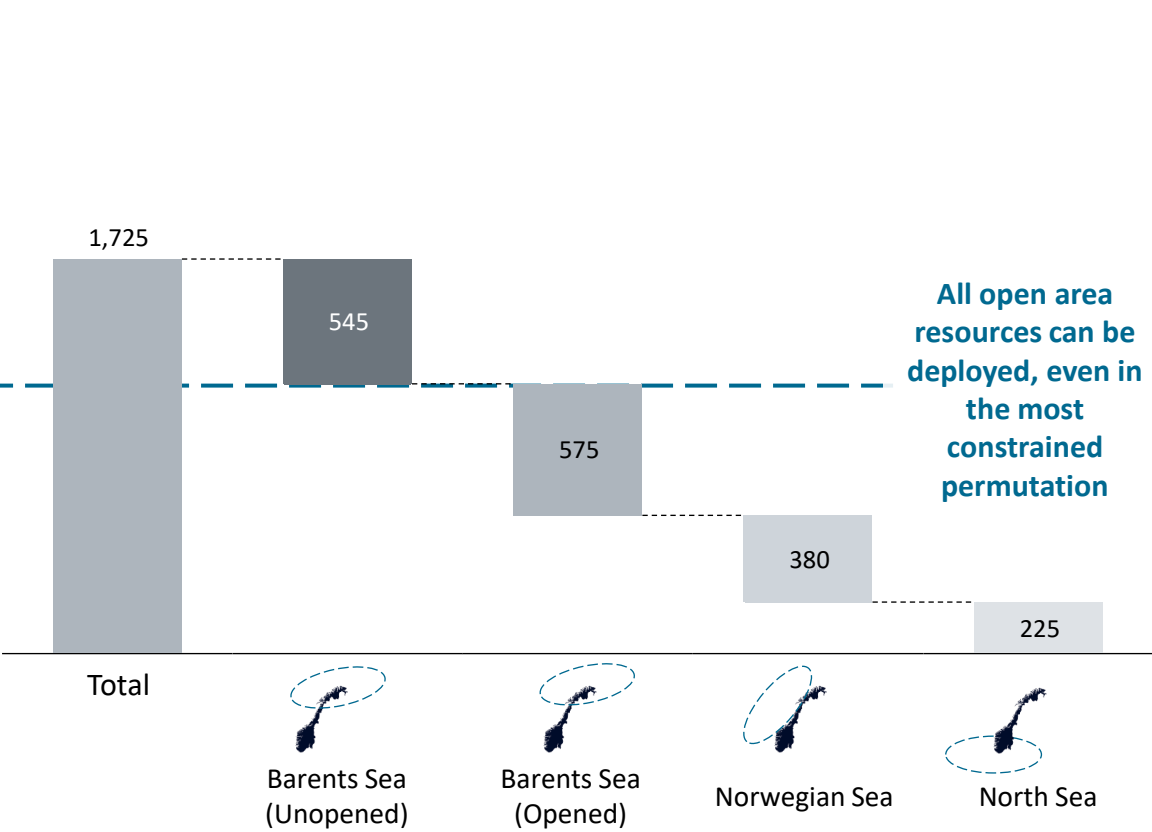 1,725
545
575
380
225
All open area
resources can be
deployed, even in
the most
constrained
permutation
Total
Barents Sea
(Unopened)
Barents Sea
(Opened)
Norwegian Sea
North Sea